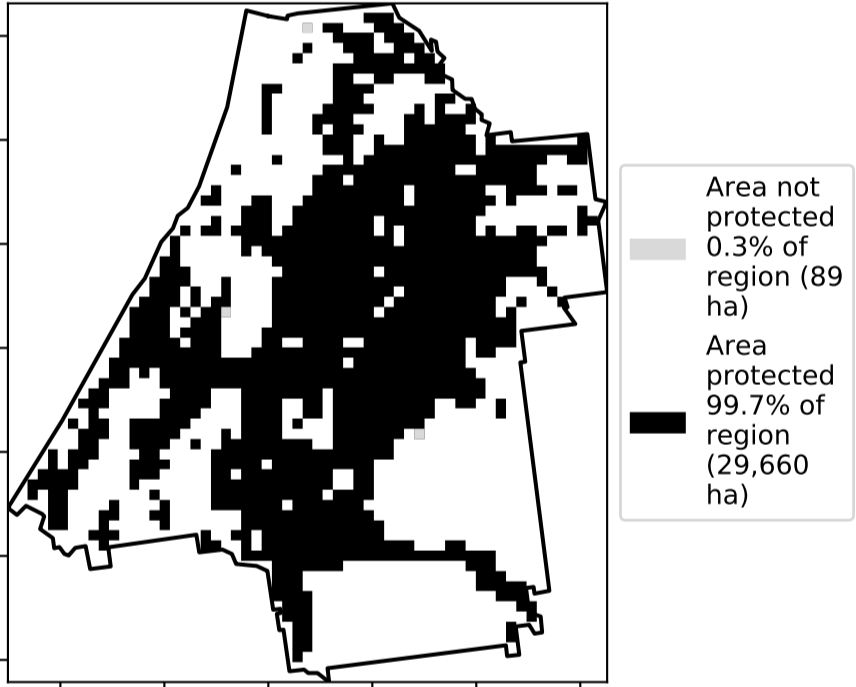 Area not
protected
0.3% of
region (89
ha)
Area
protected
99.7% of
region
(29,660
ha)